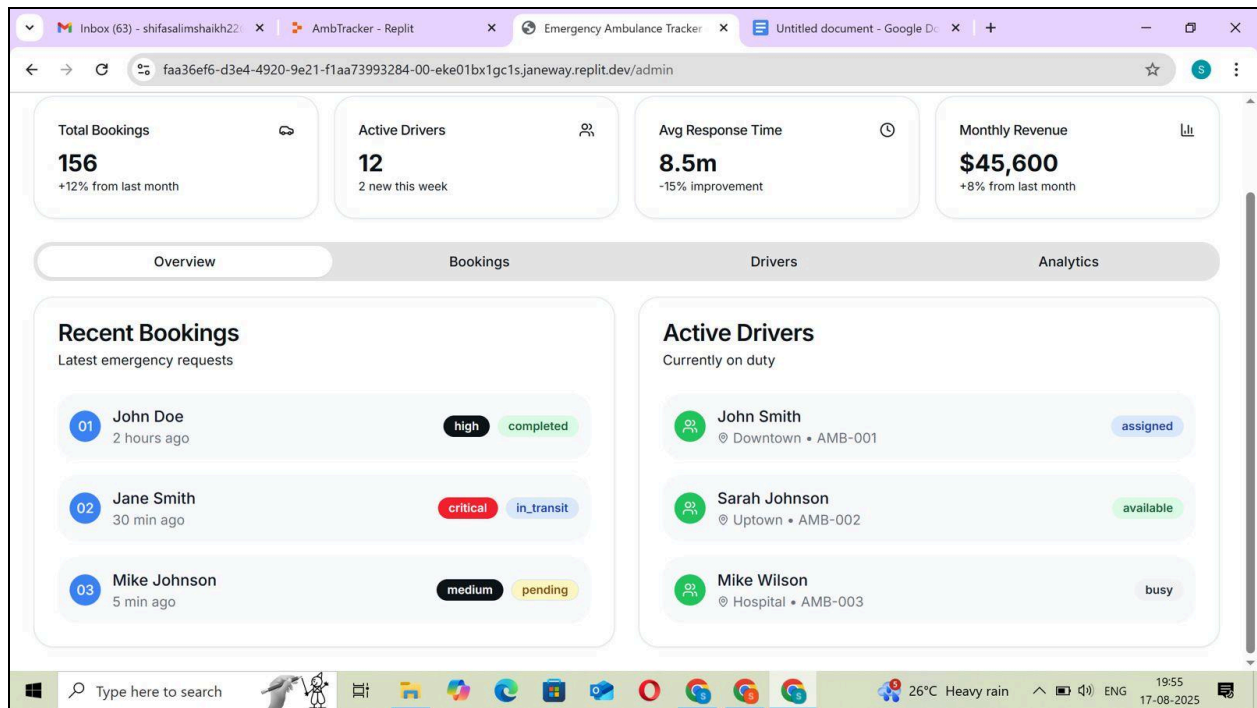 Inbox (63) - shifasalimshaikh22
AmbTracker - Replit
Emergency Ambulance Tracker
Untitled document - Google Do
faa36ef6-d3e4-4920-9e21-f1aa73993284-00-eke01bx1gc1s.janeway.replit.dev/admin
S
Total Bookings
156
+12% from last month
Active Drivers
12
2 new this week
Avg Response Time
8.5m
-15% improvement
Monthly Revenue
$45,600
+8% from last month
Overview Bookings Drivers Analytics
Recent Bookings
Latest emergency requests
01 John Doe high completed
2 hours ago
02 Jane Smith critical in_transit
30 min ago
03 Mike Johnson medium pending
5 min ago
Active Drivers
Currently on duty
John Smith assigned
Downtown • AMB-001
Sarah Johnson available
Uptown • AMB-002
Mike Wilson busy
Hospital • AMB-003
Type here to search
26°C Heavy rain
ENG
19:55
17-08-2025